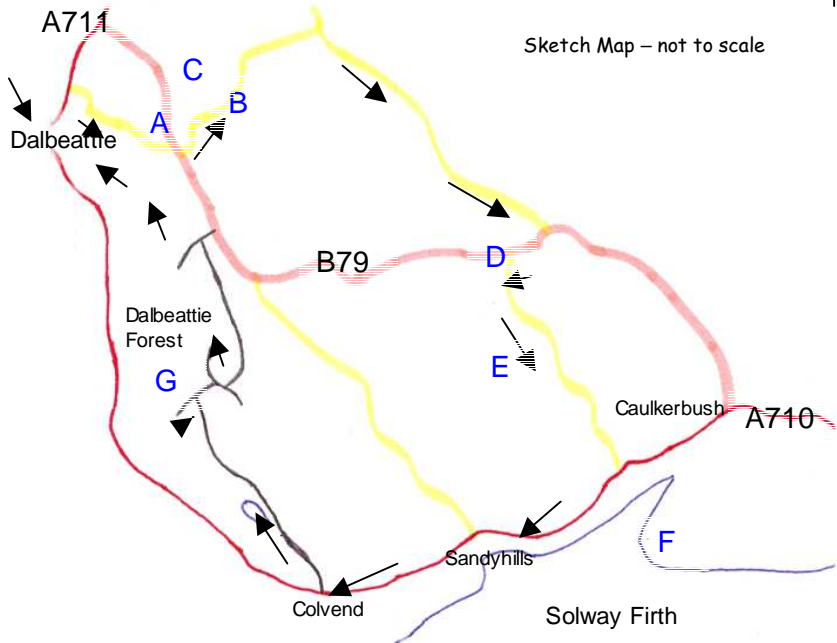 A711
Sketch Map – not to scale
C
B
A
Dalbeattie
D
B79
Dalbeattie
Forest
E
G
Caulkerbush
A710
F
Sandyhills
Colvend
Solway Firth